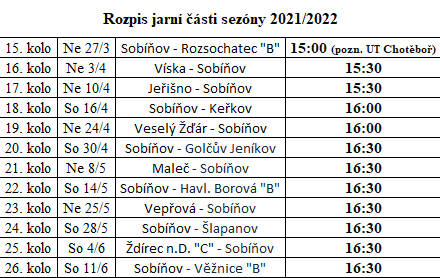 Rozpis jarní části sezóny 2021/2022
15. kolo Ne 27/3 Sobíňov - Rozsochatec "B" 15:00 (pozn. UT Chotěboř)
16. kolo Ne 3/4 Víska - Sobíňov 15:30
17. kolo Ne 10/4 Jeřišno - Sobíňov 15:30
18. kolo So 16/4 Sobíňov - Keřkov 16:00
19. kolo Ne 24/4 Veselý Žďár - Sobíňov 16:00
20. kolo So 30/4 Sobíňov - Golčův Jeníkov 16:30
21. kolo Ne 8/5 Maleč - Sobíňov 16:30
22. kolo So 14/5 Sobíňov - Havl. Borová "B" 16:30
23. kolo Ne 25/5 Vepřová - Sobíňov 16:30
24. kolo So 28/5 Sobíňov - Šlapanov 16:30
25. kolo So 4/6 Ždírec n.D. "C" - Sobíňov 16:30
26. kolo So 11/6 Sobíňov - Věžnice "B" 16:30